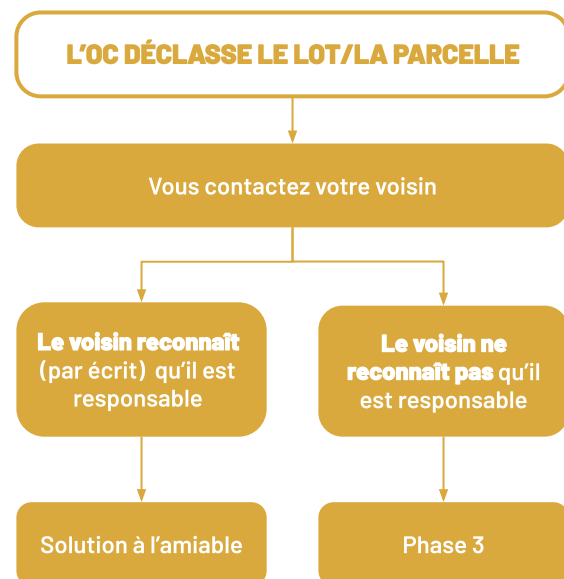 L'OC DÉCLASSE LE LOT/LA PARCELLE
Vous contactez votre voisin
Le voisin reconnaît
(par écrit) qu'il est
responsable
Le voisin ne
reconnaît pas qu'il
est responsable
Solution à l'amiable
Phase 3